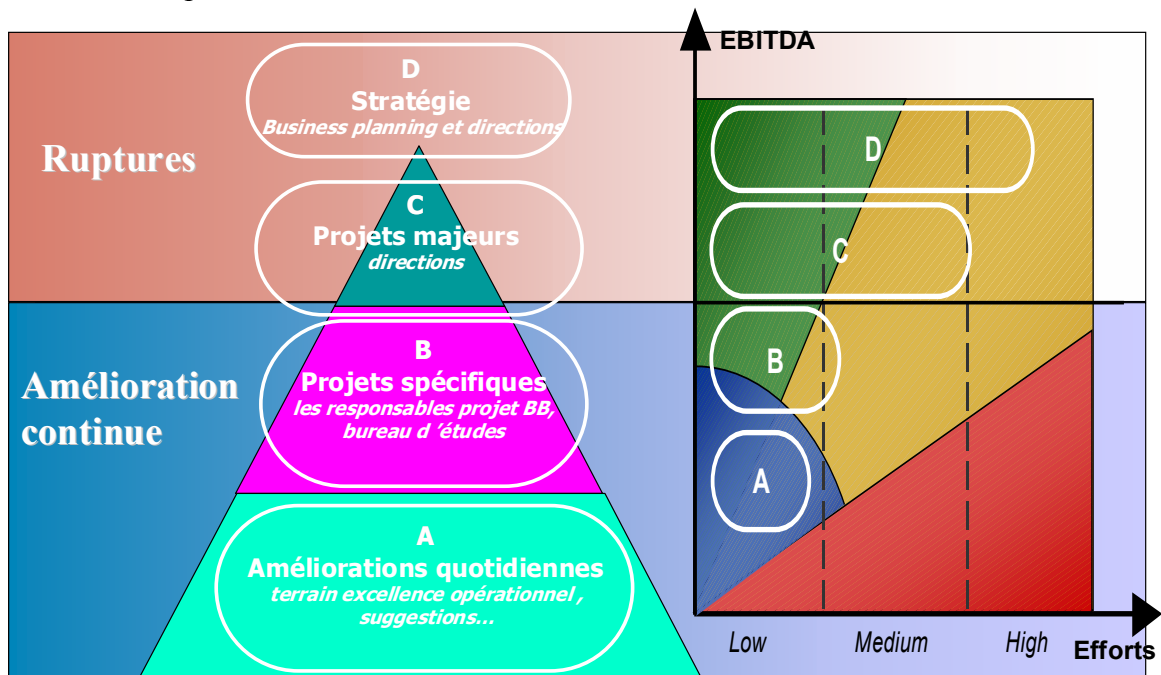 D
Stratégie
Business planning et directions
Ruptures
C
Projets majeurs
directions
Amélioration
continue
B
Projets spécifiques
les responsables projet BB,
bureau d ’études
A
Améliorations quotidiennes
terrain excellence opérationnel ,
suggestions...
EBITDA
D
C
B
A
Low
Medium
High
Efforts